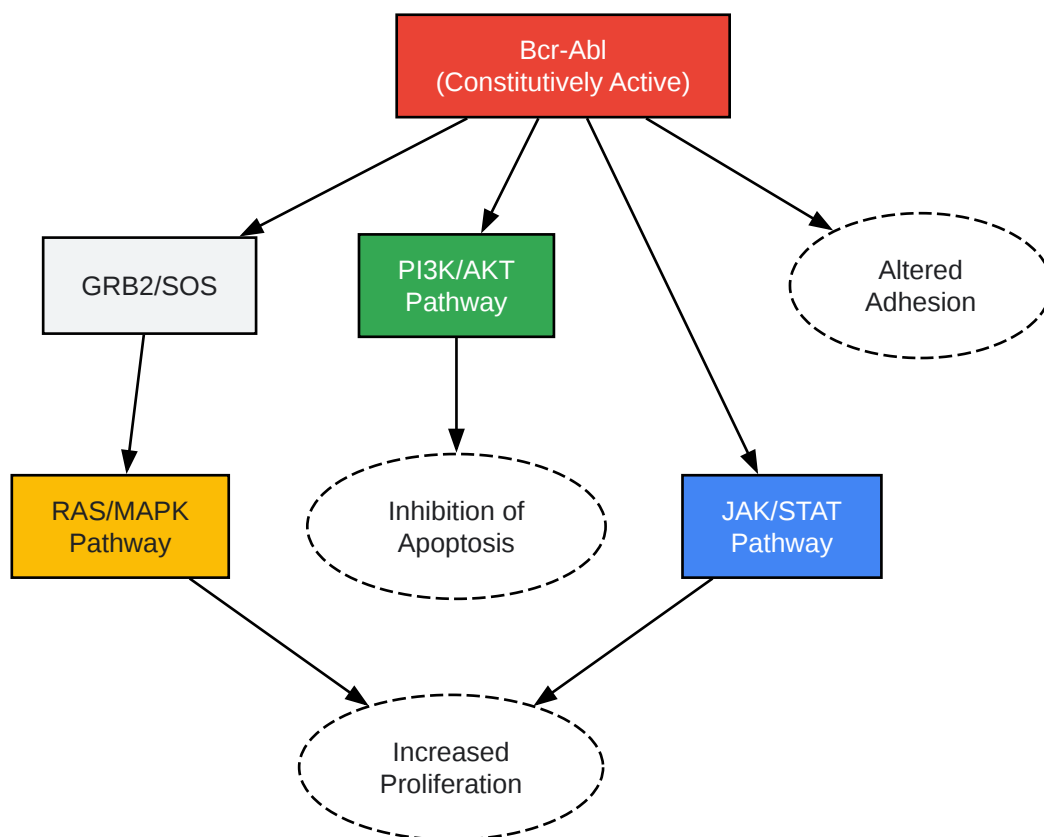 Bcr-Abl
(Constitutively Active)
GRB2/SOS
PI3K/AKT
Pathway
Altered
Adhesion
RAS/MAPK
Pathway
Inhibition of
Apoptosis
JAK/STAT
Pathway
Increased
Proliferation